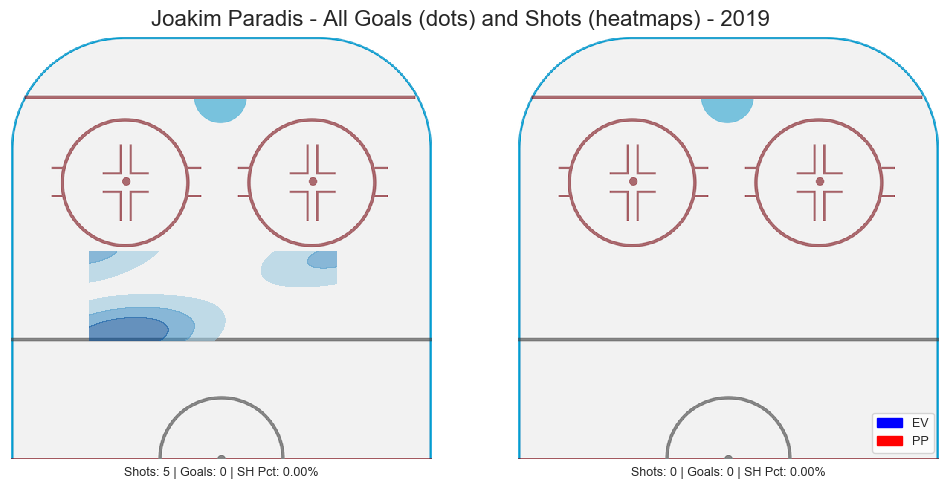 Joakim Paradis - All Goals (dots) and Shots (heatmaps) - 2019
EV
PP
Shots: 5 | Goals: 0 | SH Pct: 0.00%
Shots: 0 | Goals: 0 | SH Pct: 0.00%